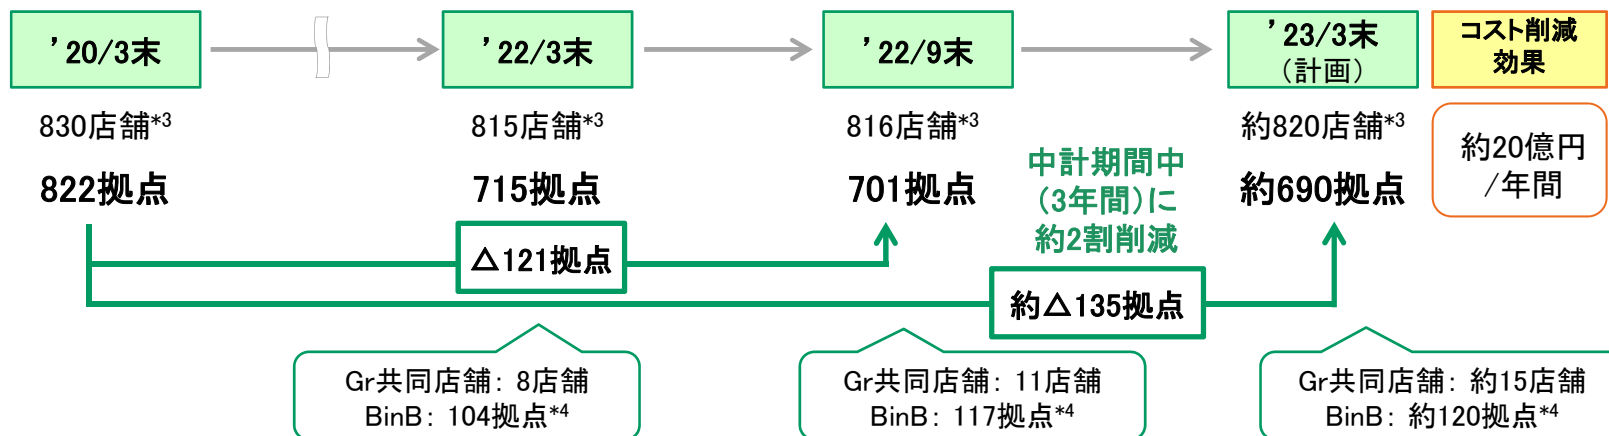 ’20/3末
’22/3末
’22/9末
’23/3末
（計画）
コスト削減
効果
830店舗*3
815店舗*3
816店舗*3
約820店舗*3
822拠点
715拠点
701拠点
約690拠点
約20億円
/年間
中計期間中
（3年間）に
約2割削減
△121拠点
約△135拠点
Gr共同店舗： 8店舗
BinB： 104拠点*4
Gr共同店舗： 11店舗
BinB： 117拠点*4
Gr共同店舗： 約15店舗
BinB： 約120拠点*4